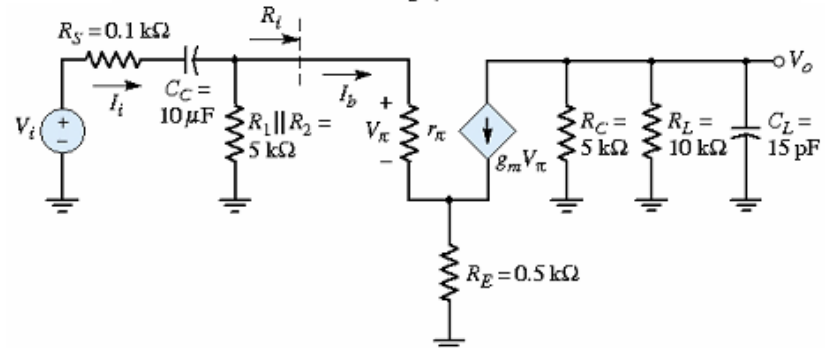 R_S = 0.1 kΩ
R_i
I_i
C_C =
10 μF
I_b
V_i
+
−
R_1 || R_2 =
5 kΩ
+
V_π
−
r_π
g_mV_π
R_C =
5 kΩ
R_L =
10 kΩ
C_L =
15 pF
V_o
R_E = 0.5 kΩ